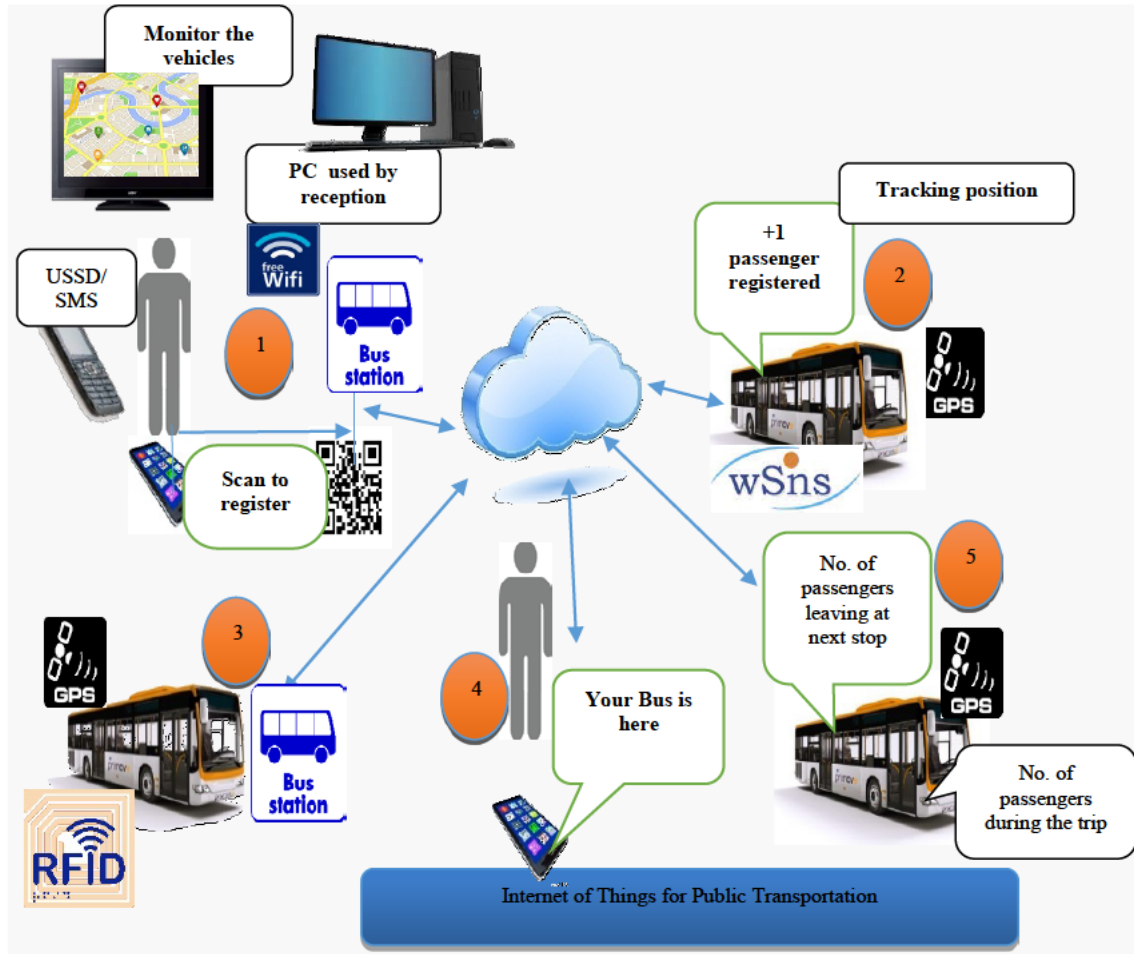 Monitor the
vehicles
PC used by
reception
Tracking position
+1
passenger
registered
2
USSD/
SMS
free
Wifi
1
Bus
station
GPS
wSns
Scan to
register
No. of
passengers
leaving at
next stop
5
3
GPS
4
Your Bus is
here
GPS
Bus
station
No. of
passengers
during the trip
RFiD
Internet of Things for Public Transportation